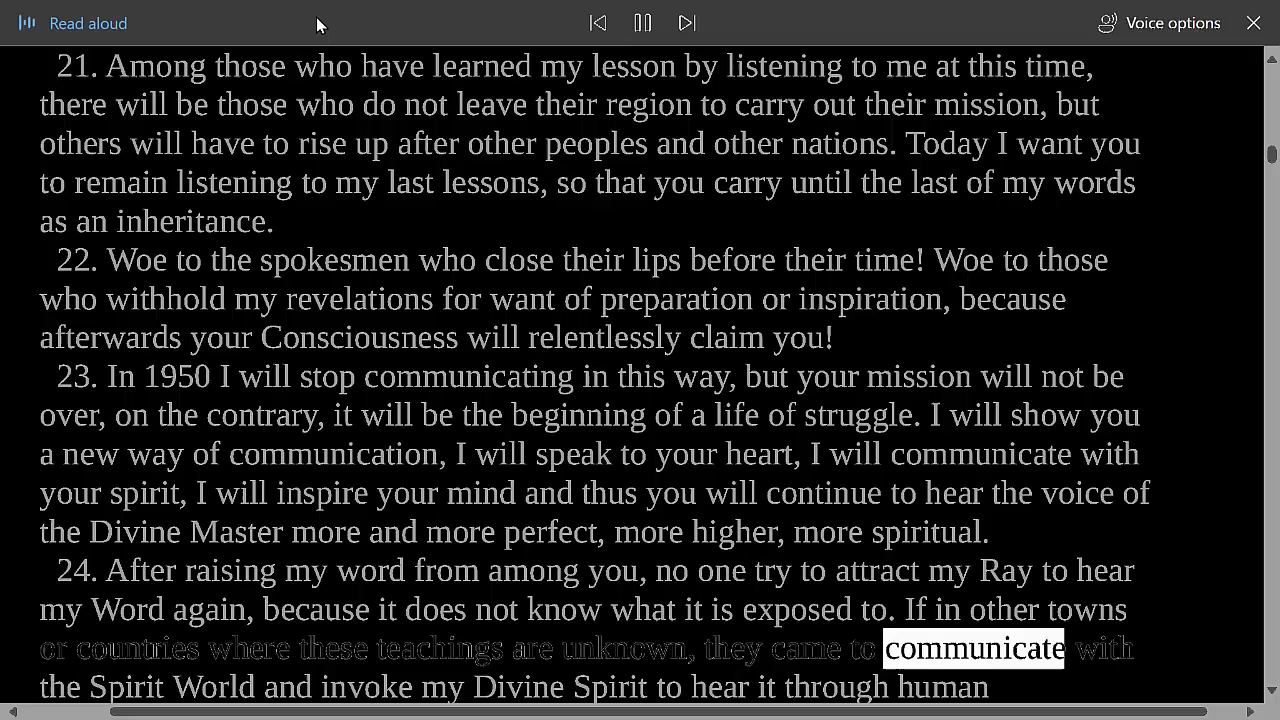 Read aloud
Voice options
21. Among those who have learned my lesson by listening to me at this time,
there will be those who do not leave their region to carry out their mission, but
others will have to rise up after other peoples and other nations. Today I want you
to remain listening to my last lessons, so that you carry until the last of my words
as an inheritance.
22. Woe to the spokesmen who close their lips before their time! Woe to those
who withhold my revelations for want of preparation or inspiration, because
afterwards your Consciousness will relentlessly claim you!
23. In 1950 I will stop communicating in this way, but your mission will not be
over, on the contrary, it will be the beginning of a life of struggle. I will show you
a new way of communication, I will speak to your heart, I will communicate with
your spirit, I will inspire your mind and thus you will continue to hear the voice of
the Divine Master more and more perfect, more higher, more spiritual.
24. After raising my word from among you, no one try to attract my Ray to hear
my Word again, because it does not know what it is exposed to. If in other towns
or countries where these teachings are unknown, they came to communicate with
the Spirit World and invoke my Divine Spirit to hear it through human